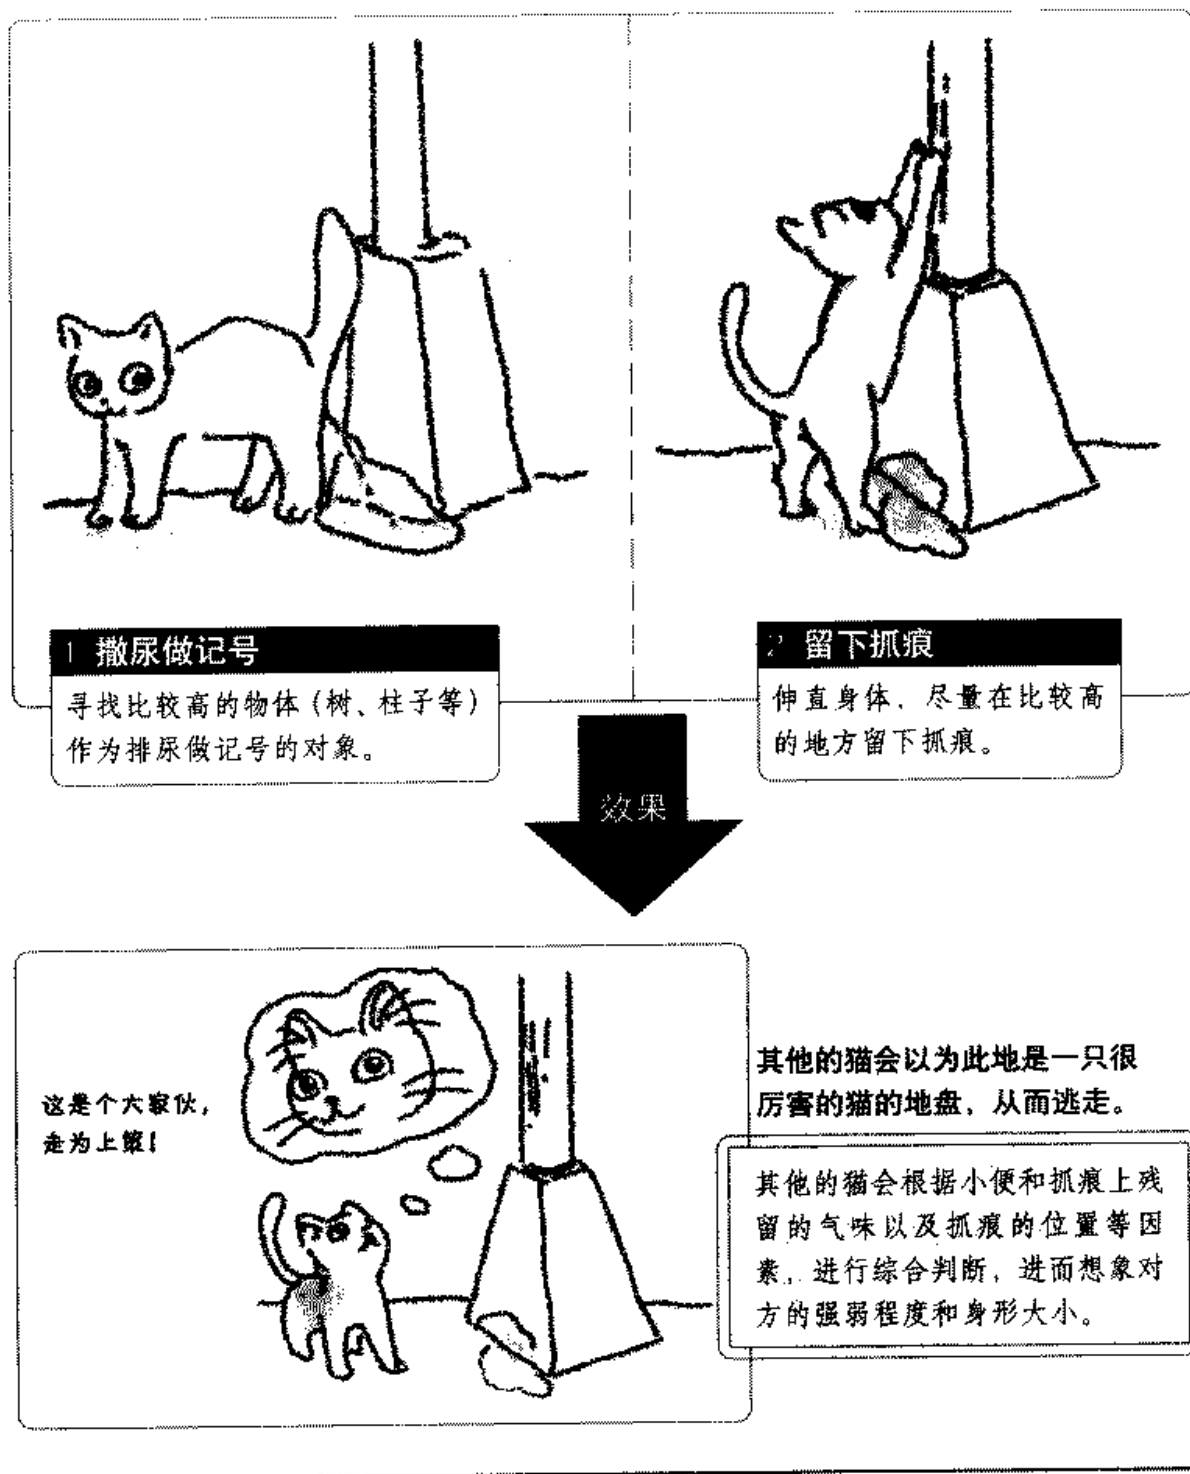 1 撒尿做记号
寻找比较高的物体（树、柱子等）
作为排尿做记号的对象。
2 留下抓痕
伸直身体，尽量在比较高
的地方留下抓痕。
效果
这是个大家伙，
走为上策！
其他的猫会以为此地是一只很
厉害的猫的地盘，从而逃走。
其他的猫会根据小便和抓痕上残
留的气味以及抓痕的位置等因
素，进行综合判断，进而想象对
方的强弱程度和身形大小。